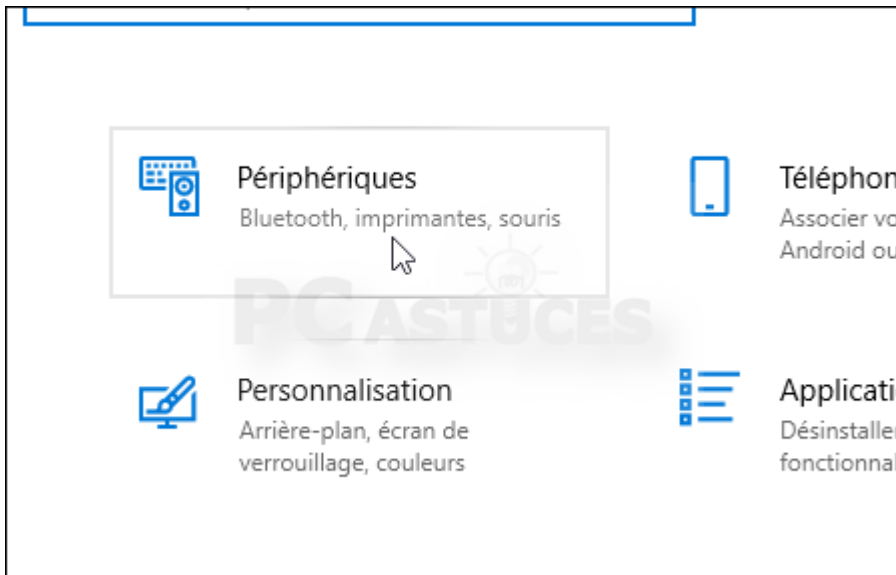 Périphériques
Bluetooth, imprimantes, souris
Téléphon
Associer vo
Android ou
PC ASTUCES
Personnalisation
Arrière-plan, écran de
verrouillage, couleurs
Applicati
Désinstaller
fonctionnal